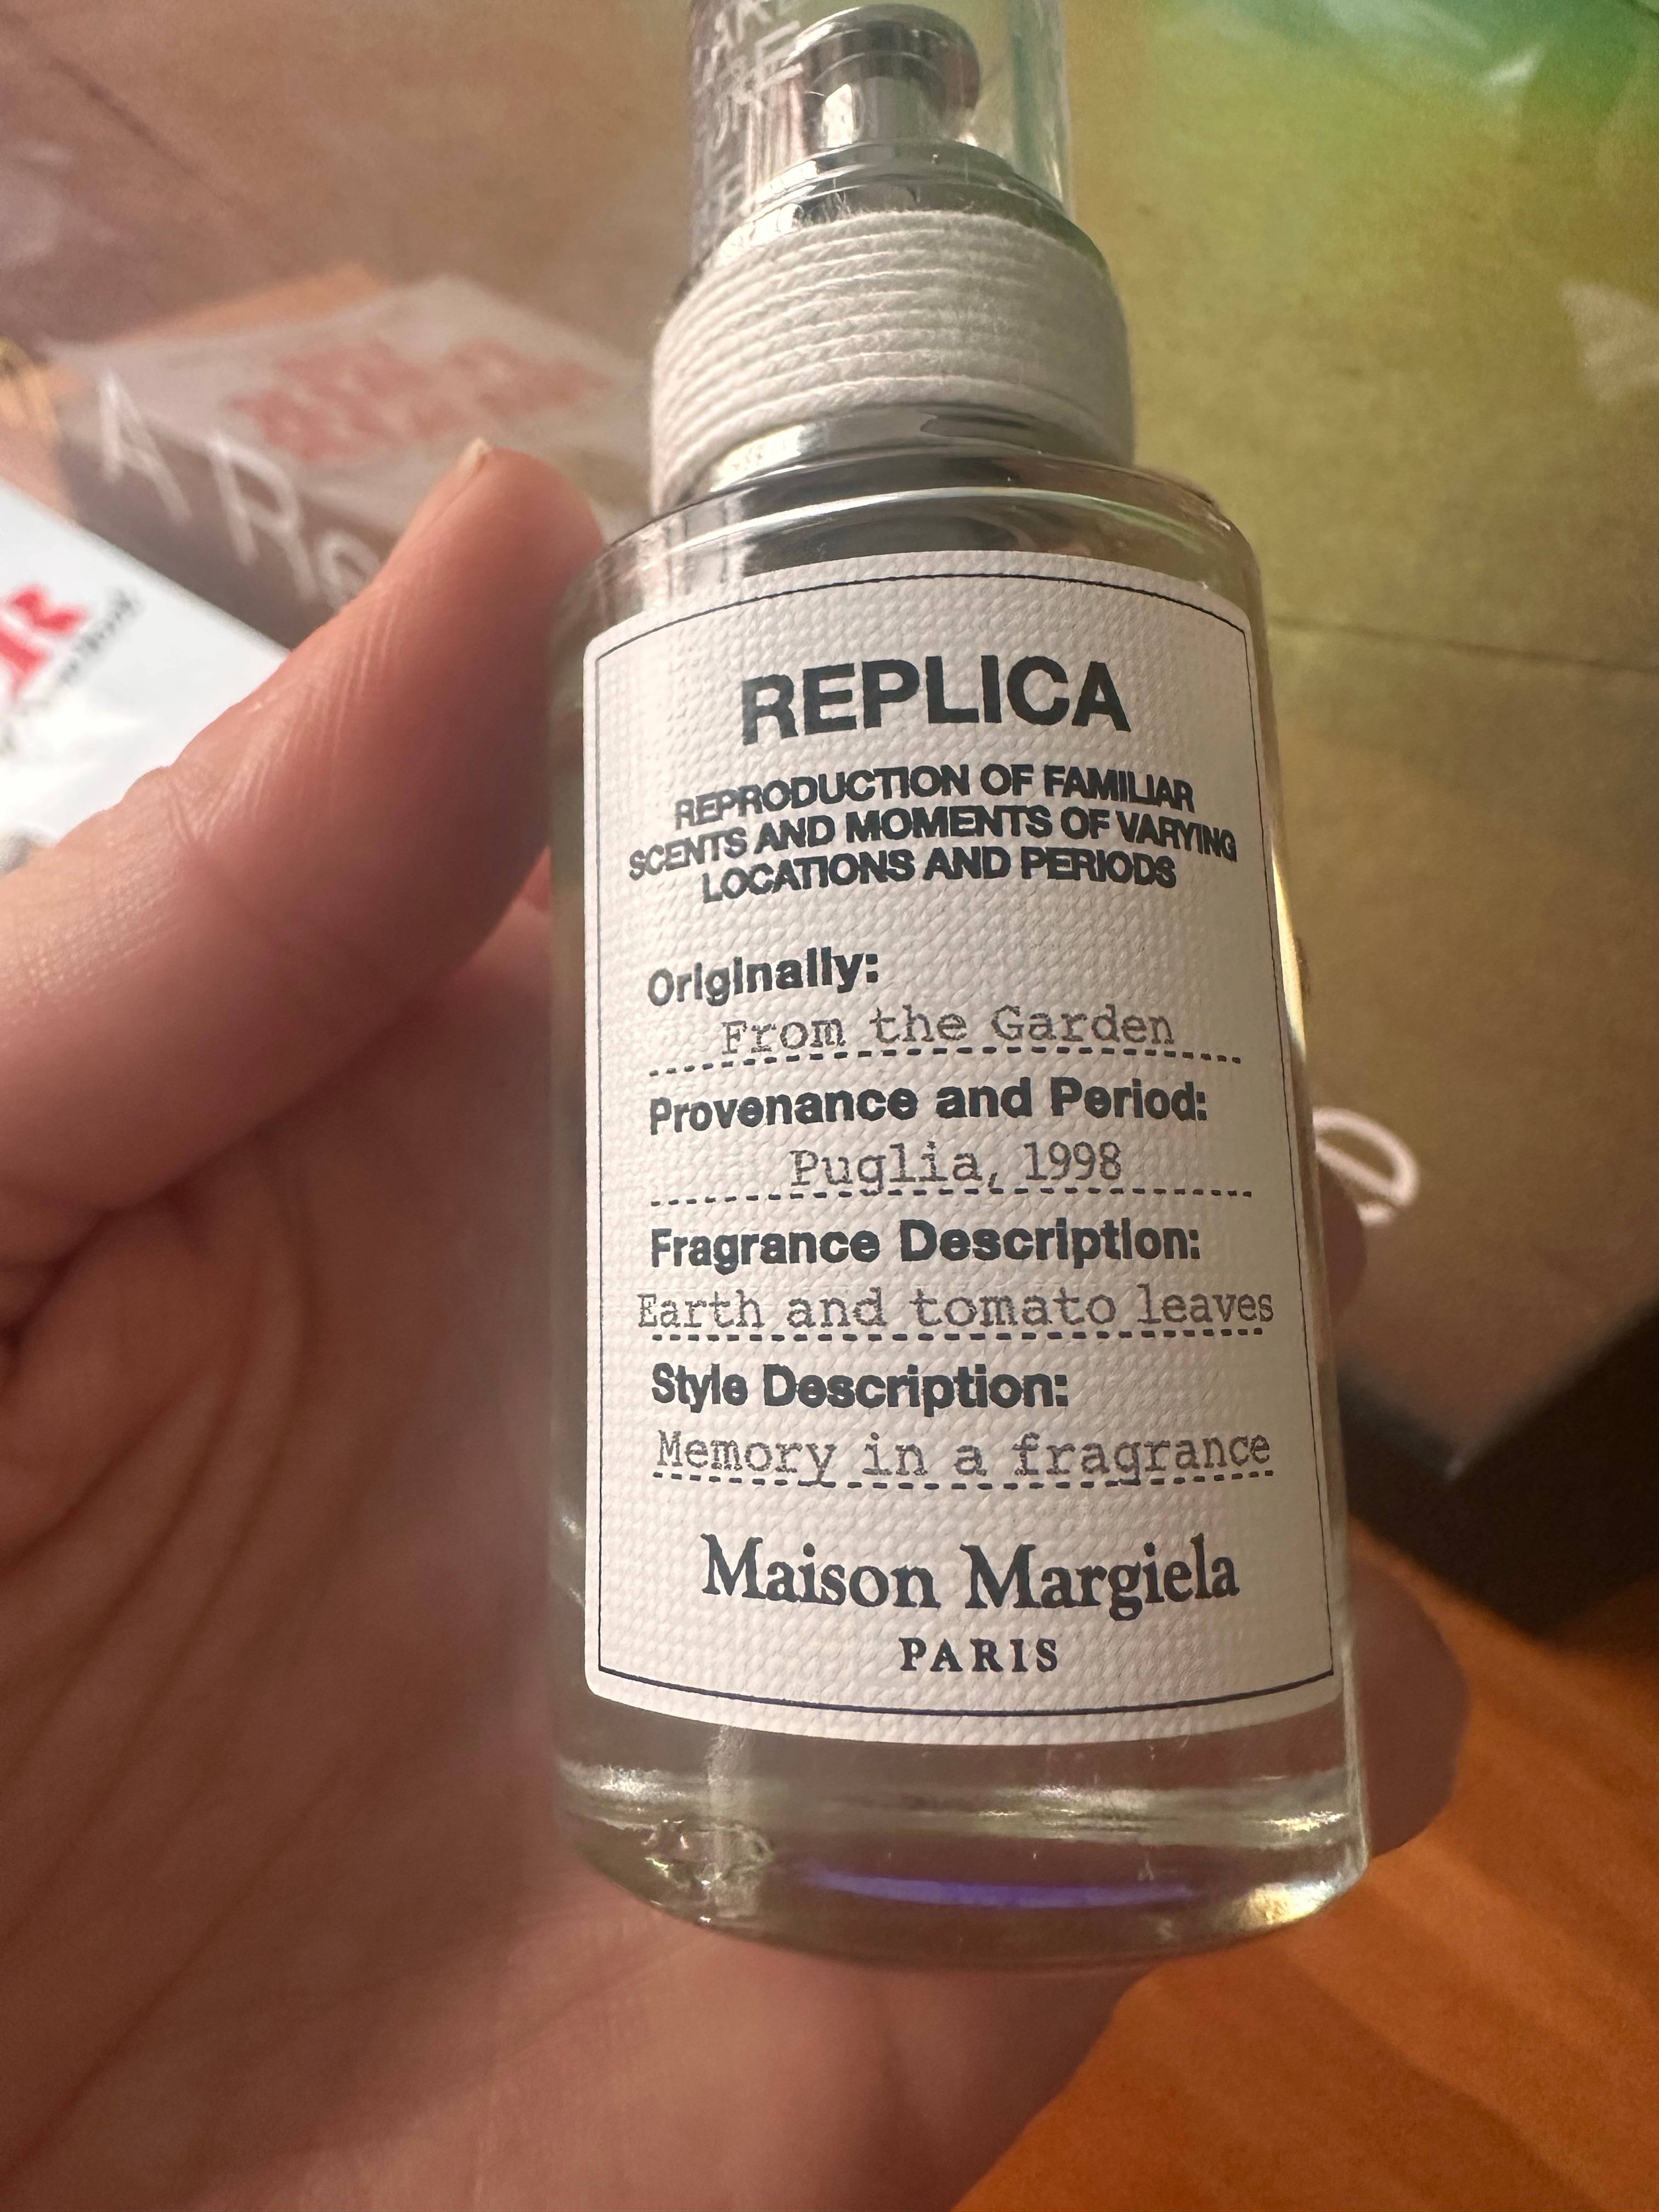 REPLICA
REPRODUCTION OF FAMILIAR
SCENTS AND MOMENTS OF VARYING
LOCATIONS AND PERIODS
Originally:
From the Garden
Provenance and Period:
Puglia, 1998
Fragrance Description:
Earth and tomato leaves
Style Description:
Memory in a fragrance
Maison Margiela
PARIS